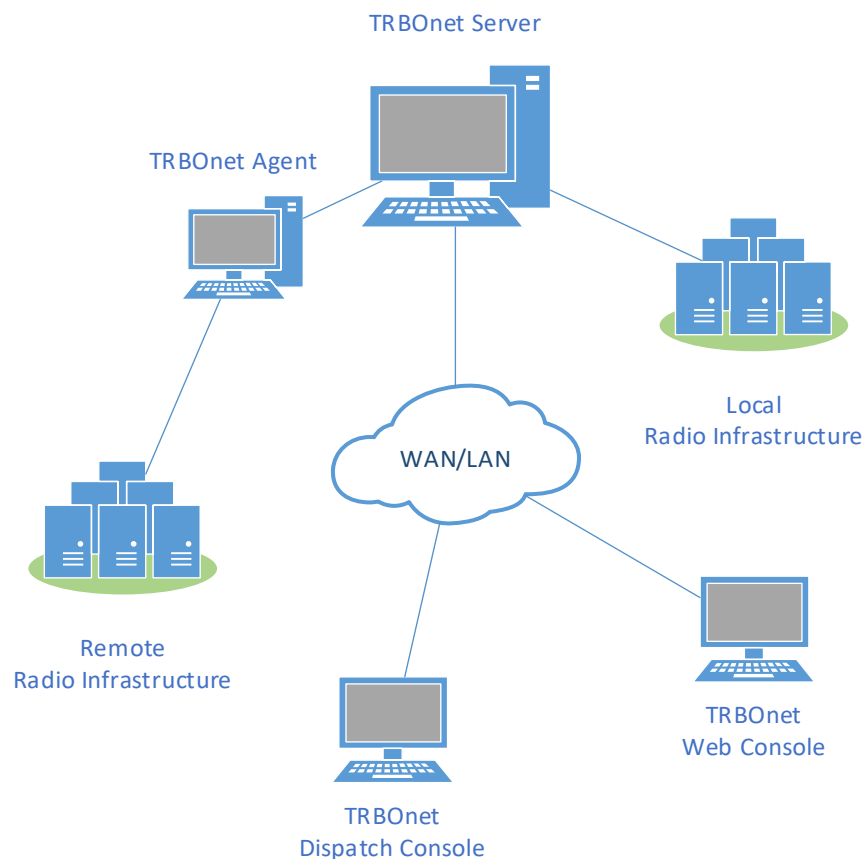 TRBOnet Server
TRBOnet Agent
Local
Radio Infrastructure
WAN/LAN
Remote
Radio Infrastructure
TRBOnet
Web Console
TRBOnet
Dispatch Console